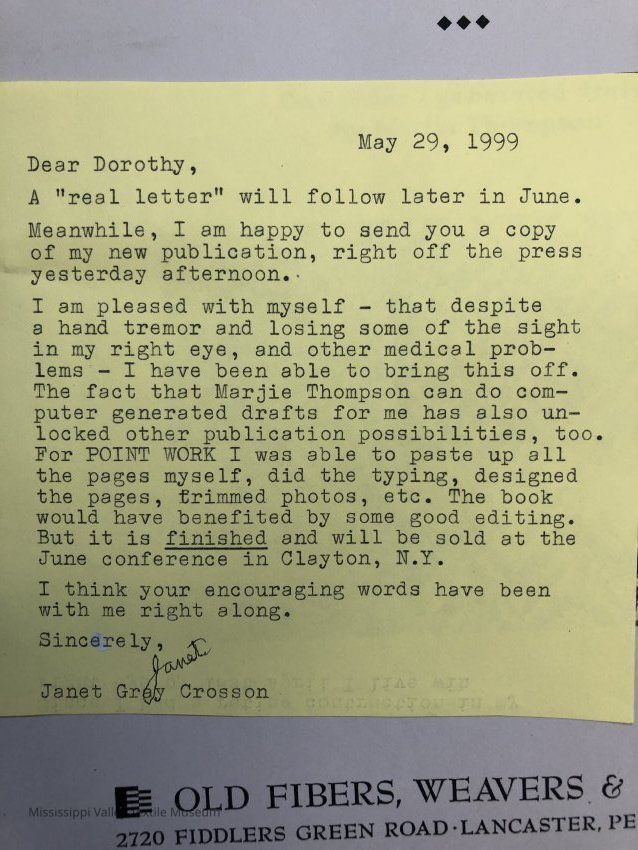 May 29, 1999
Dear Dorothy,
A "real letter" will follow later in June.
Meanwhile, I am happy to send you a copy
of my new publication, right off the press
yesterday afternoon.
I am pleased with myself - that despite
a hand tremor and losing some of the sight
in my right eye, and other medical prob-
lems - I have been able to bring this off.
The fact that Marjie Thompson can do com-
puter generated drafts for me has also un-
locked other publication possibilities, too.
For POINT WORK I was able to paste up all
the pages myself, did the typing, designed
the pages, trimmed photos, etc. The book
would have benefited by some good editing.
But it is finished and will be sold at the
June conference in Clayton, N.Y.
I think your encouraging words have been
with me right along.
Sincerely,
Janet
Janet Gray Crosson
OLD FIBERS, WEAVERS &
Mississippi Valley Textile Museum
2720 FIDDLERS GREEN ROAD·LANCASTER, PE